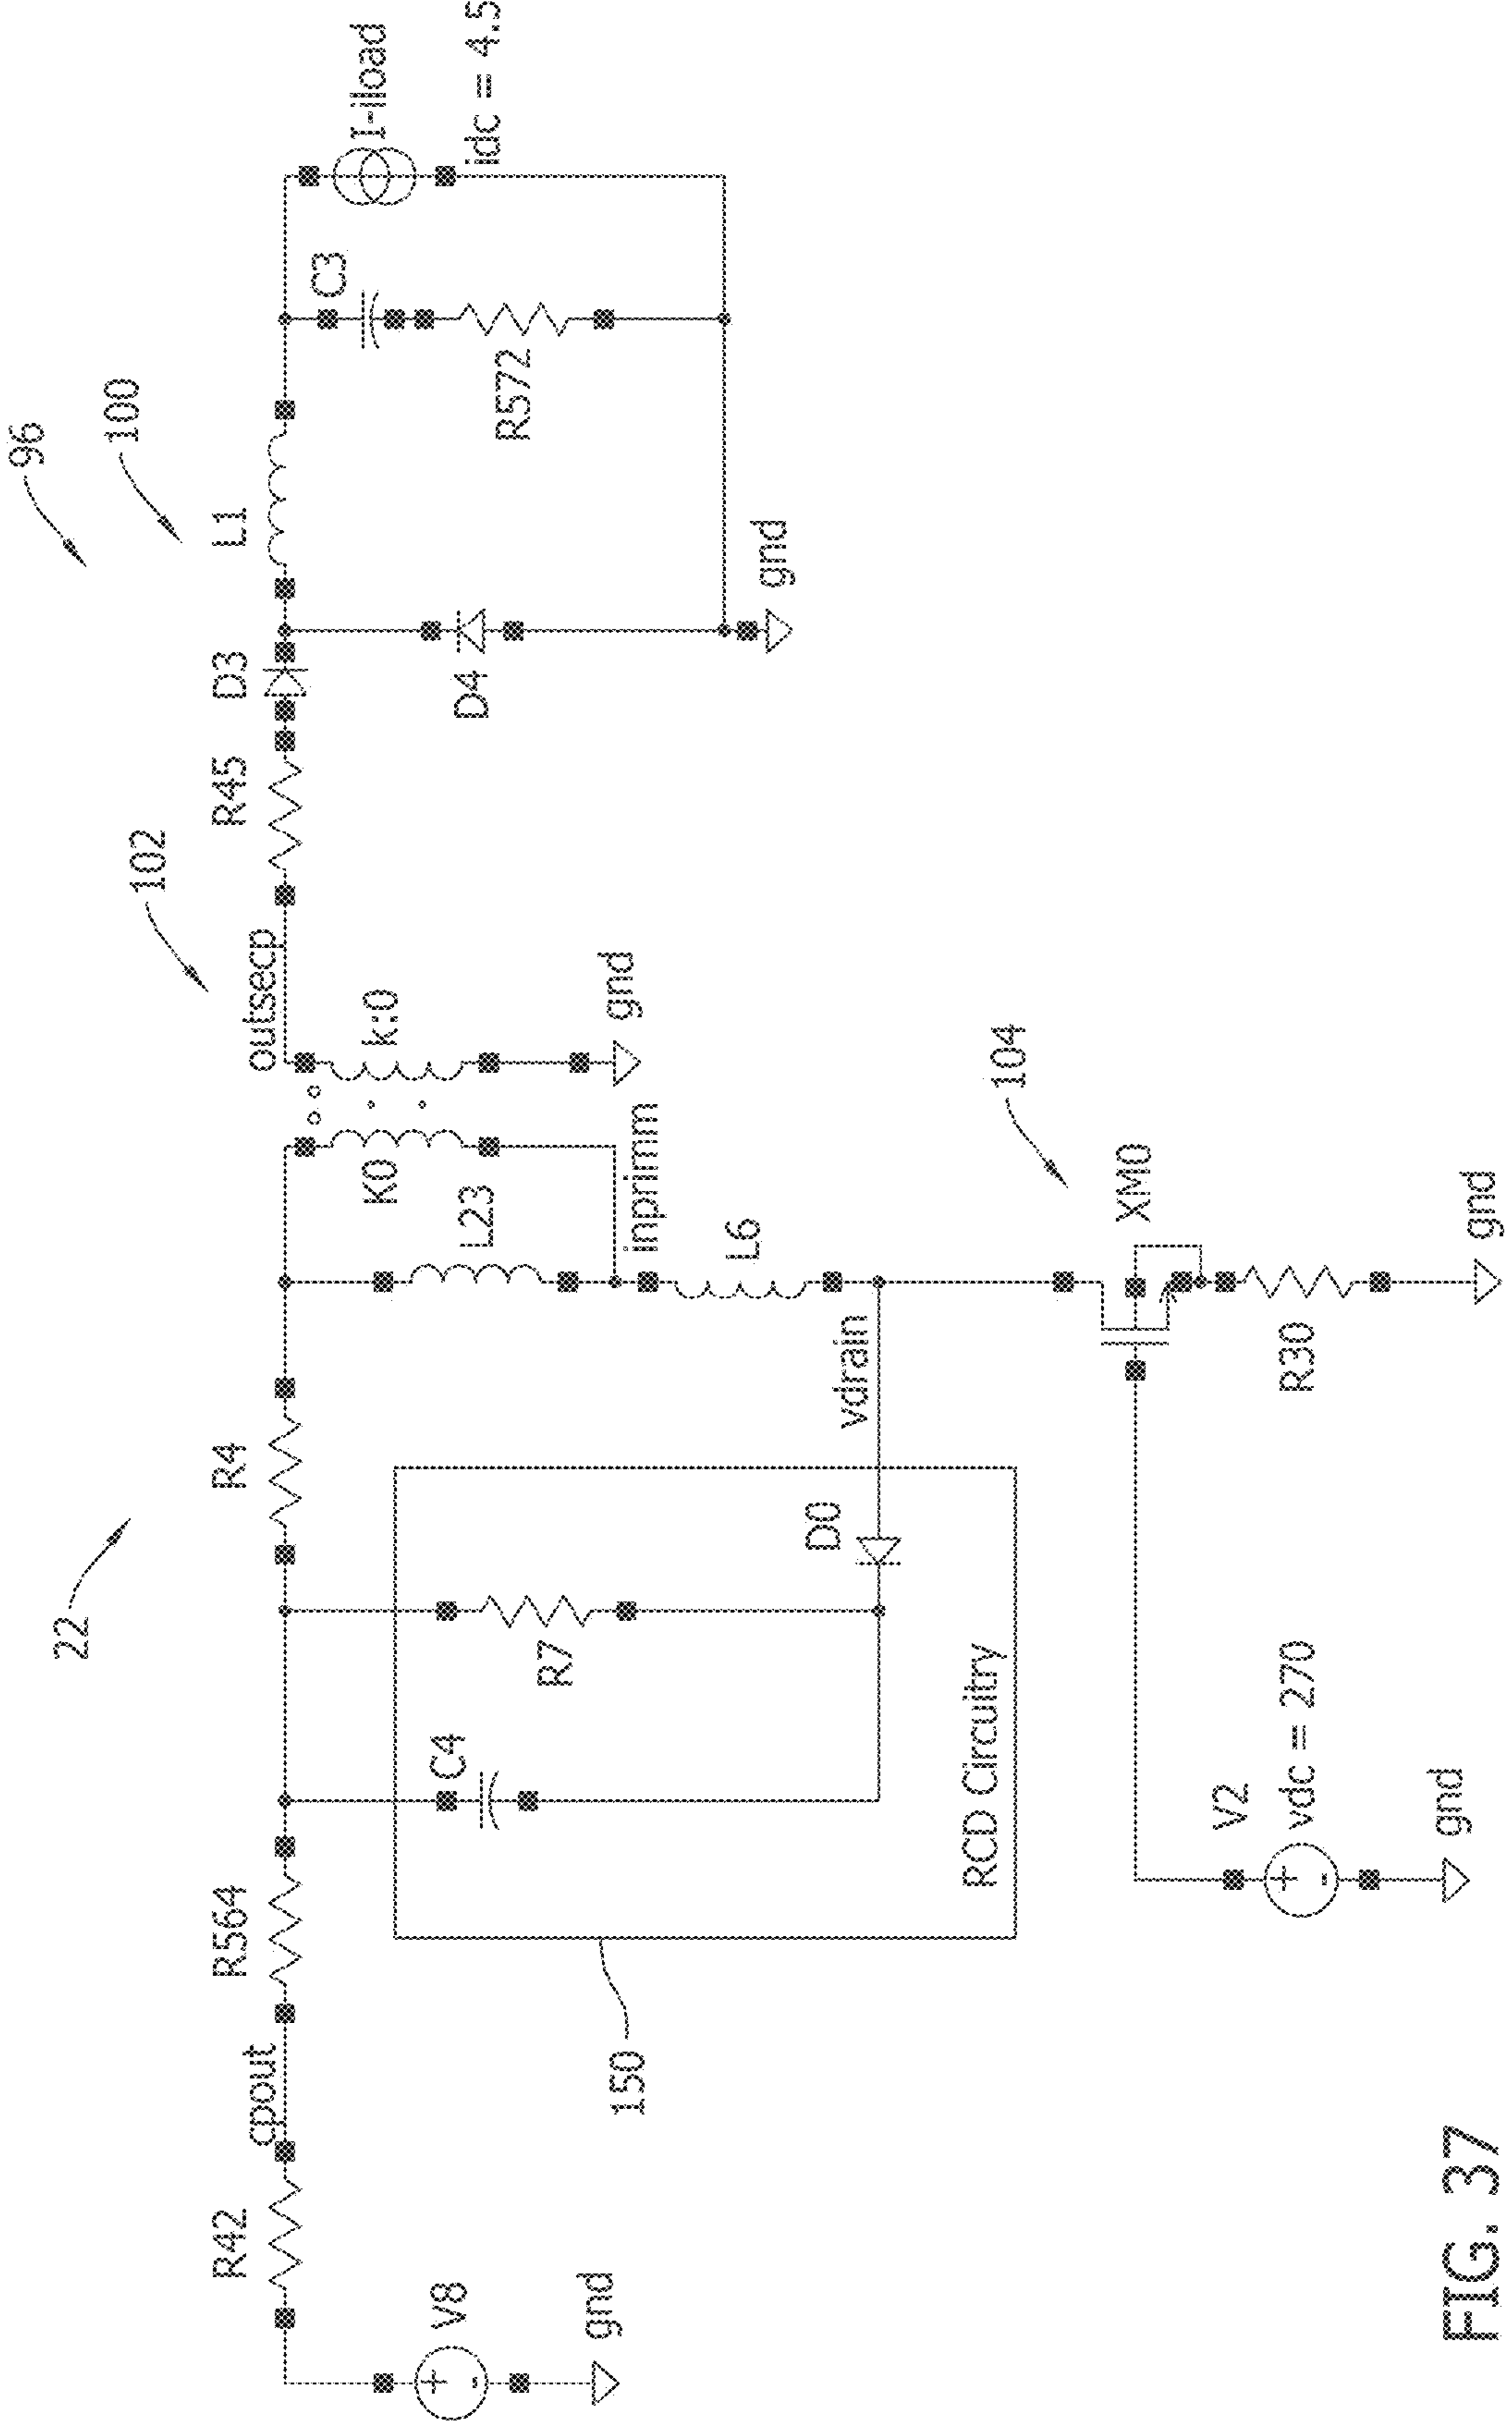 96
100
102
22
R42
cpout
R564
R4
outsecp
R45
D3
L1
V8
gnd
C4
R7
L23
K0
k:0
gnd
inprimm
L6
D4
C3
R572
I-iload
idc = 4.5
gnd
vdrain
D0
RCD Circuitry
150
104
XM0
R30
gnd
V2
vdc = 270
gnd
FIG. 37